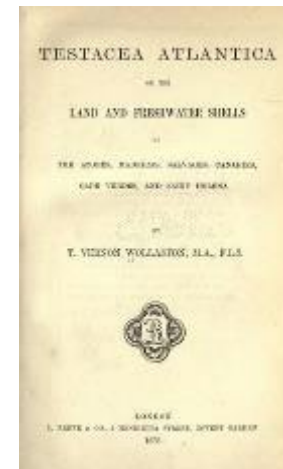 TESTACEA ATLANTICA
OR THE
LAND AND FRESHWATER SHELLS
OF
THE AZORES, MADEIRAS, SALVAGES, CANARIES,
CAPE VERDES, AND SAINT HELENA
BY
T. VERNON WOLLASTON, M.A., F.L.S.
R
LONDON
L. REEVE & CO., 5 HENRIETTA STREET, COVENT GARDEN
1878.